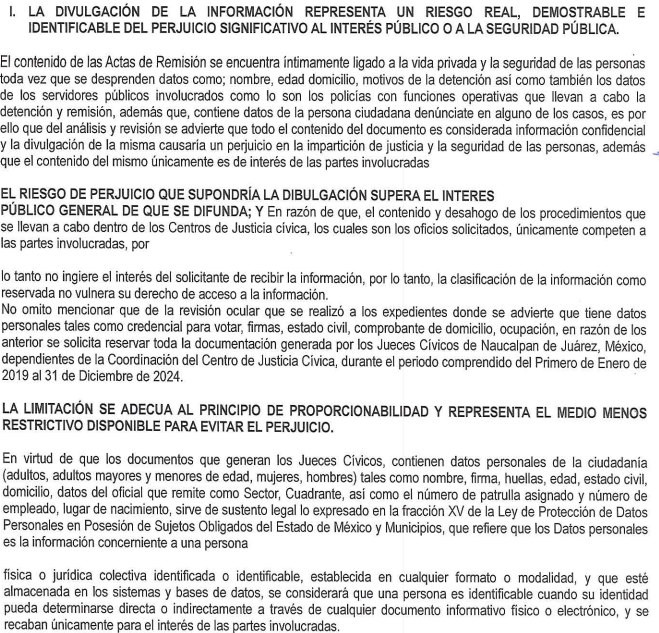 I. LA DIVULGACIÓN DE LA INFORMACIÓN REPRESENTA UN RIESGO REAL, DEMOSTRABLE E
IDENTIFICABLE DEL PERJUICIO SIGNIFICATIVO AL INTERÉS PÚBLICO O A LA SEGURIDAD PÚBLICA.
El contenido de las Actas de Remisión se encuentra íntimamente ligado a la vida privada y la seguridad de las personas
toda vez que se desprenden datos como; nombre, edad domicilio, motivos de la detención así como también los datos
de los servidores públicos involucrados como lo son los policías con funciones operativas que llevan a cabo la
detención y remisión, además que, contiene datos de la persona ciudadana denúnciate en alguno de los casos, es por
ello que del análisis y revisión se advierte que todo el contenido del documento es considerada información confidencial
y la divulgación de la misma causaría un perjuicio en la impartición de justicia y la seguridad de las personas, además
que el contenido del mismo únicamente es de interés de las partes involucradas
EL RIESGO DE PERJUICIO QUE SUPONDRÍA LA DIBULGACIÓN SUPERA EL INTERES
PÚBLICO GENERAL DE QUE SE DIFUNDA; Y En razón de que, el contenido y desahogo de los procedimientos que
se llevan a cabo dentro de los Centros de Justicia cívica, los cuales son los oficios solicitados, únicamente competen a
las partes involucradas, por
lo tanto no ingiere el interés del solicitante de recibir la información, por lo tanto, la clasificación de la información como
reservada no vulnera su derecho de acceso a la información.
No omito mencionar que de la revisión ocular que se realizó a los expedientes donde se advierte que tiene datos
personales tales como credencial para votar, firmas, estado civil, comprobante de domicilio, ocupación, en razón de los
anterior se solicita reservar toda la documentación generada por los Jueces Cívicos de Naucalpan de Juárez, México,
dependientes de la Coordinación del Centro de Justicia Cívica, durante el periodo comprendido del Primero de Enero de
2019 al 31 de Diciembre de 2024.
LA LIMITACIÓN SE ADECUA AL PRINCIPIO DE PROPORCIONABILIDAD Y REPRESENTA EL MEDIO MENOS
RESTRICTIVO DISPONIBLE PARA EVITAR EL PERJUICIO.
En virtud de que los documentos que generan los Jueces Cívicos, contienen datos personales de la ciudadanía
(adultos, adultos mayores y menores de edad, mujeres, hombres) tales como nombre, firma, huellas, edad, estado civil,
domicilio, datos del oficial que remite como Sector, Cuadrante, así como el número de patrulla asignado y número de
empleado, lugar de nacimiento, sirve de sustento legal lo expresado en la fracción XV de la Ley de Protección de Datos
Personales en Posesión de Sujetos Obligados del Estado de México y Municipios, que refiere que los Datos personales
es la información concerniente a una persona
física o jurídica colectiva identificada o identificable, establecida en cualquier formato o modalidad, y que esté
almacenada en los sistemas y bases de datos, se considerará que una persona es identificable cuando su identidad
pueda determinarse directa o indirectamente a través de cualquier documento informativo físico o electrónico, y se
recaban únicamente para el interés de las partes involucradas.